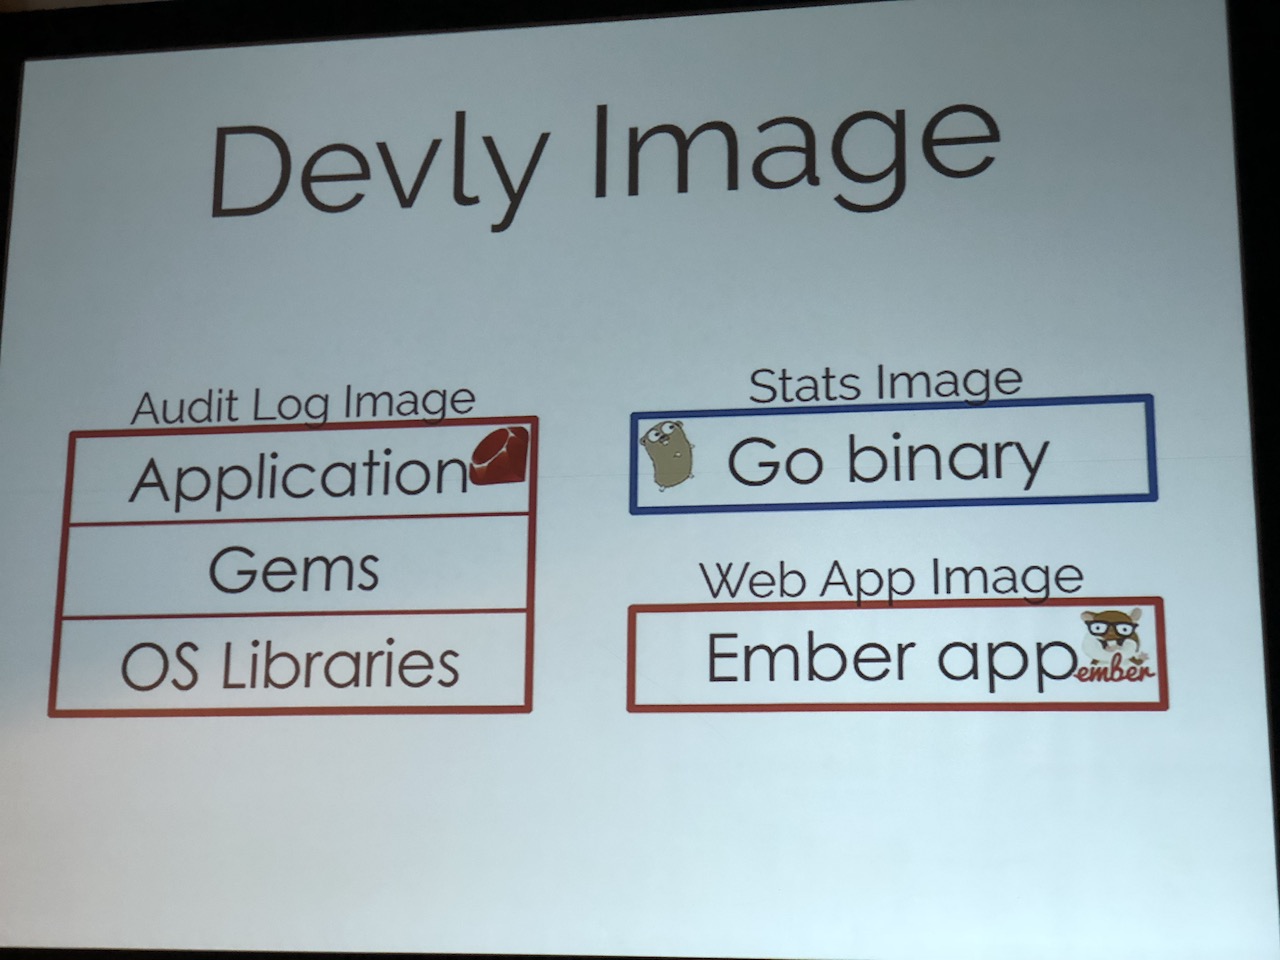 Devly Image
Audit Log Image
Application
Gems
OS Libraries
Stats Image
Go binary
Web App Image
Ember app
ember